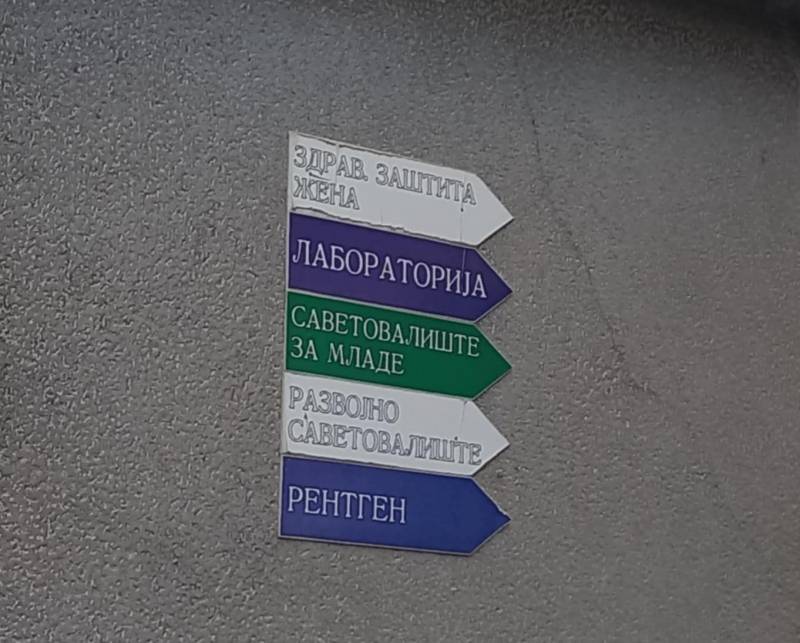 ЗДРАВ. ЗАШТИТА
ЖЕНА
ЛАБОРАТОРИЈА
САВЕТОВАЛИШТЕ
ЗА МЛАДЕ
РАЗВОЈНО
САВЕТОВАЛИШТЕ
РЕНТГЕН